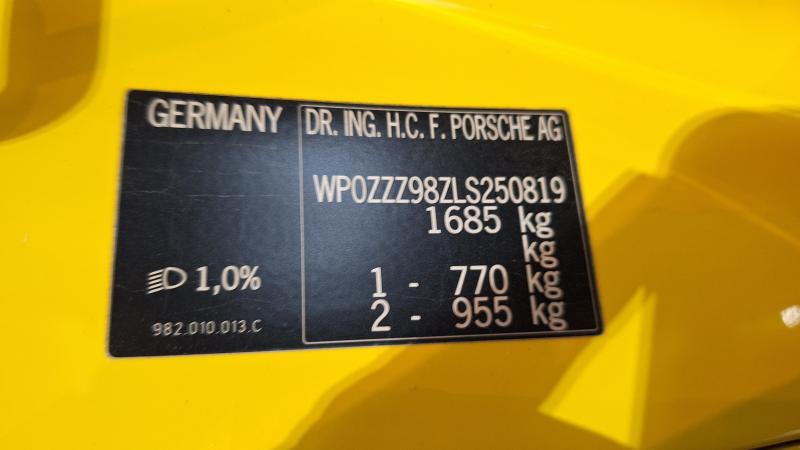 GERMANY
DR. ING. H.C. F. PORSCHE AG
WP0ZZZ98ZLS250819
1685 kg
kg
1 - 770 kg
2 - 955 kg
1,0%
982.010.013.C